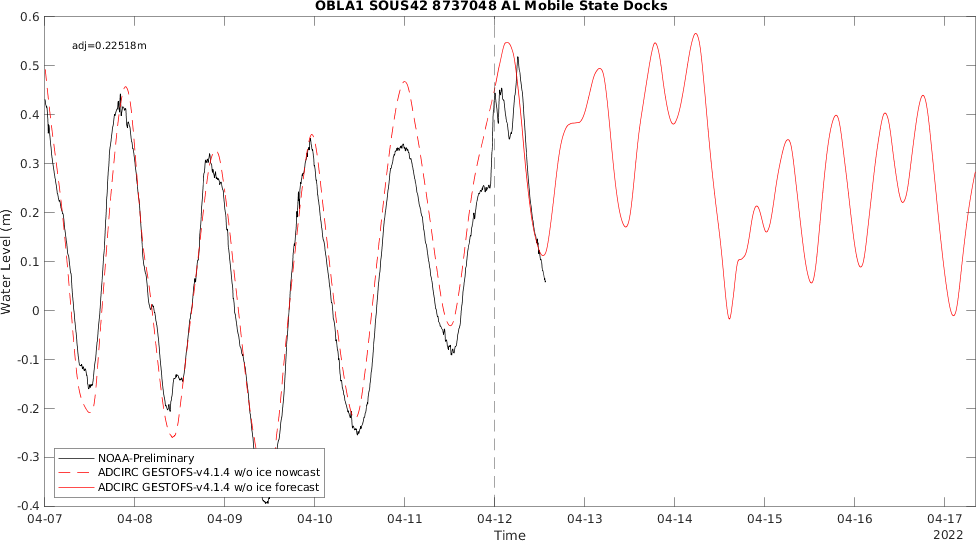 OBLA1 SOUS42 8737048 AL Mobile State Docks
adj=0.22518m
0.6
0.5
0.4
0.3
0.2
0.1
0
-0.1
-0.2
-0.3
-0.4
Water Level (m)
NOAA-Preliminary
ADCIRC GESTOFS-v4.1.4 w/o ice nowcast
ADCIRC GESTOFS-v4.1.4 w/o ice forecast
04-07 04-08 04-09 04-10 04-11 04-12 04-13 04-14 04-15 04-16 04-17
Time 2022